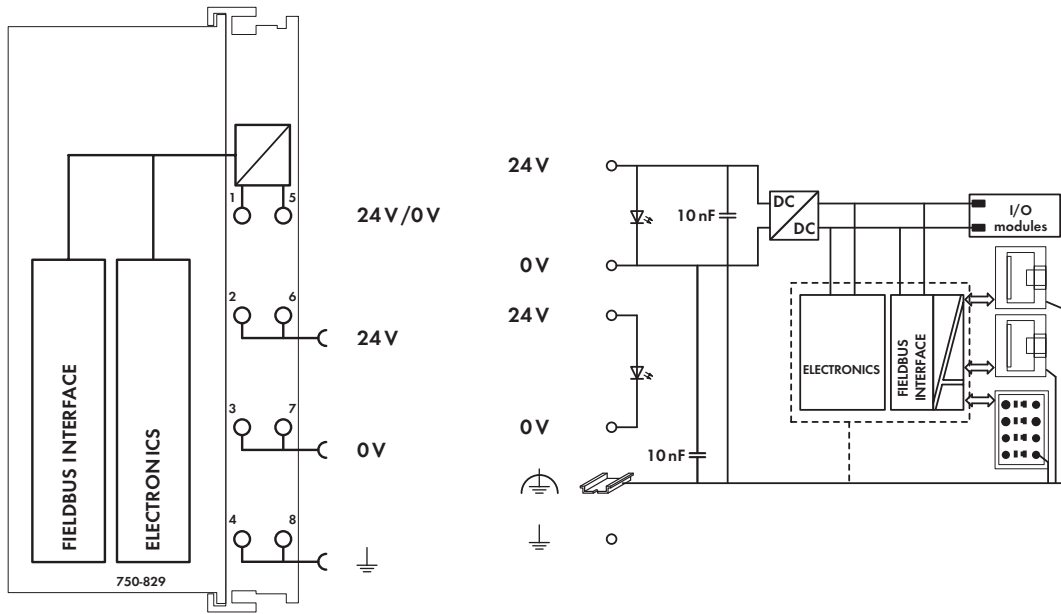 1 5
24V/0V
2 6
24V
3 7
0V
4 8
FIELDBUS INTERFACE
ELECTRONICS
750-829
24V
10nF
DC
DC
I/O
modules
0V
24V
ELECTRONICS
FIELDBUS
INTERFACE
0V
10nF